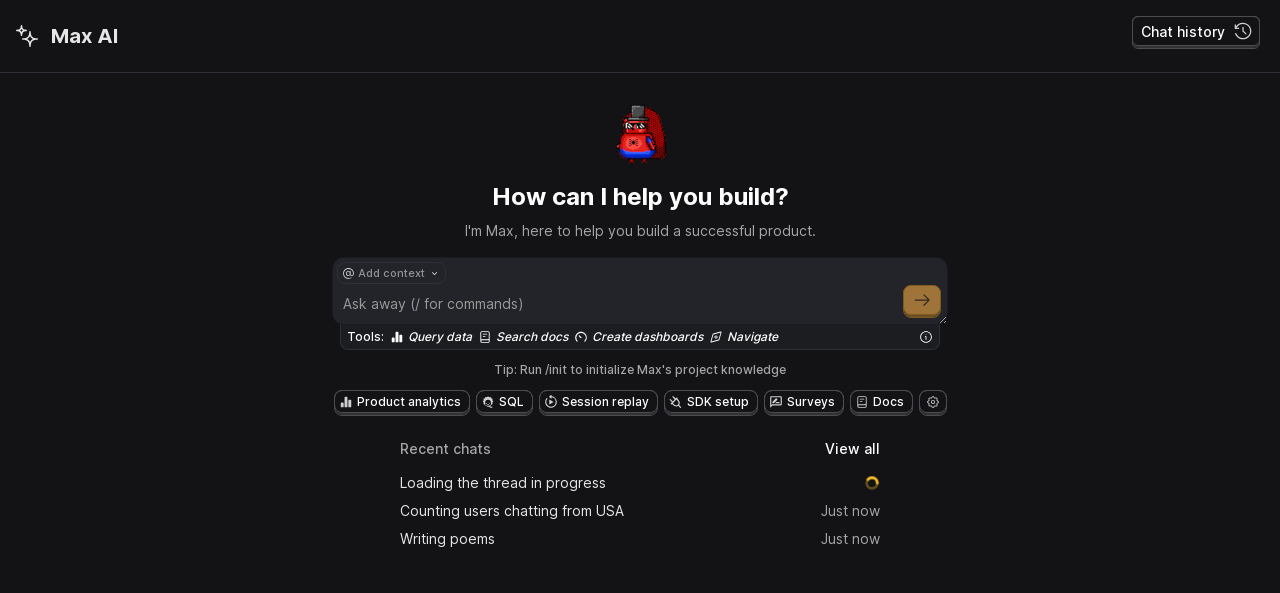 Max AI
Chat history
How can I help you build?
I'm Max, here to help you build a successful product.
@ Add context
Ask away (/ for commands)
Tools: Query data Search docs Create dashboards Navigate
Tip: Run /init to initialize Max's project knowledge
Product analytics SQL Session replay SDK setup Surveys Docs
Recent chats View all
Loading the thread in progress
Counting users chatting from USA Just now
Writing poems Just now